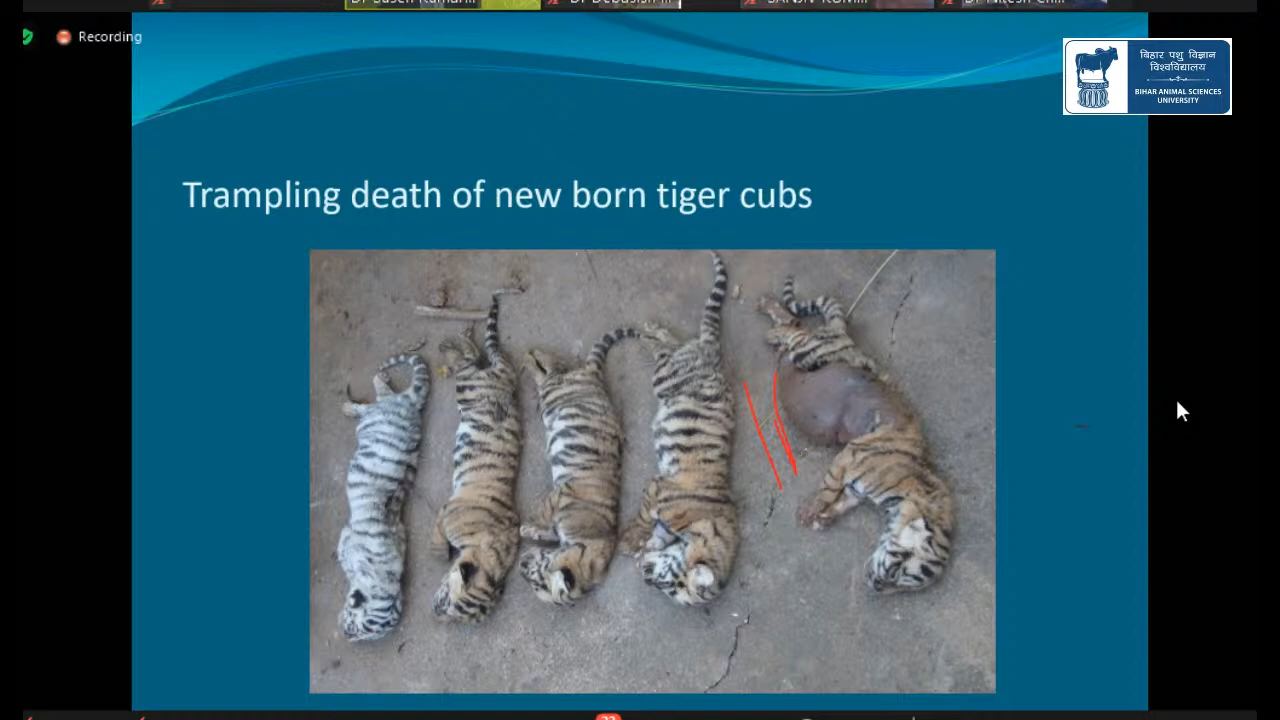 Recording
बिहार पशु विज्ञान
विश्वविद्यालय
BIHAR ANIMAL SCIENCES
UNIVERSITY
Trampling death of new born tiger cubs